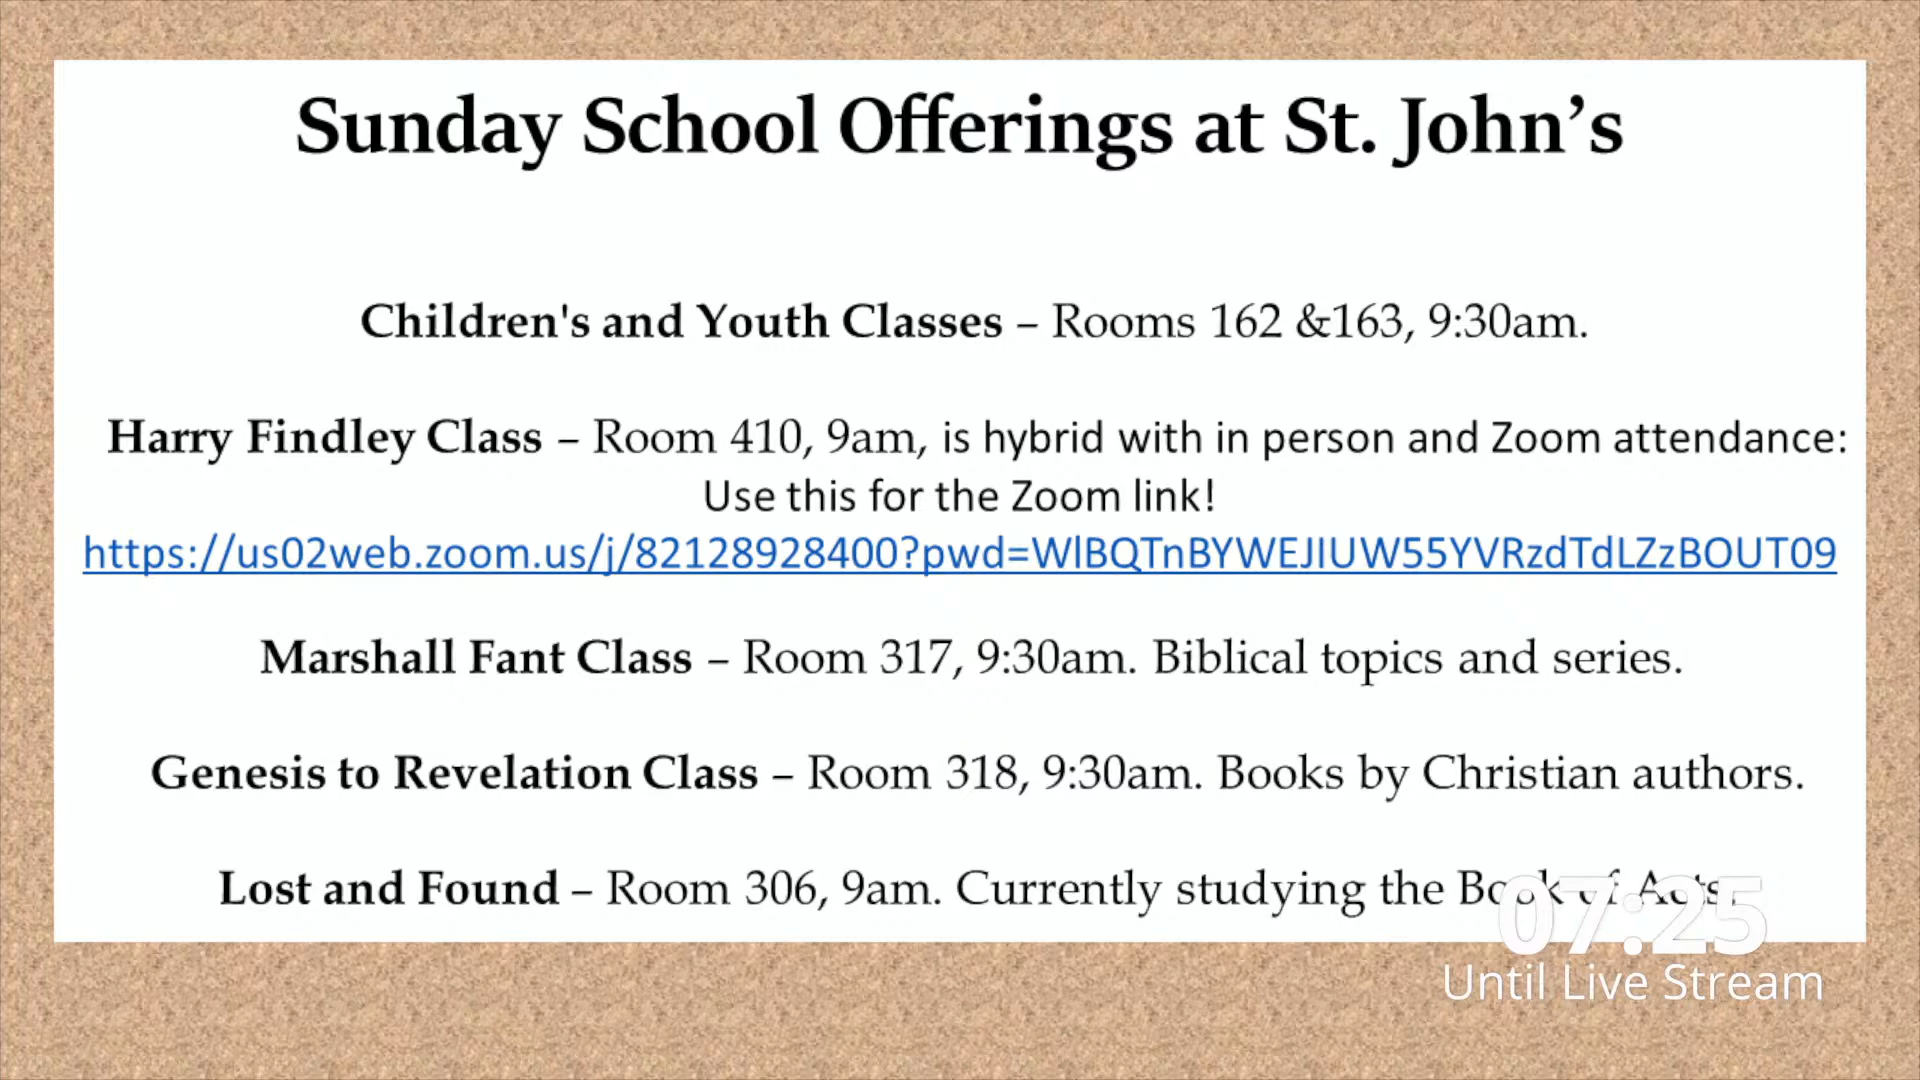 Sunday School Offerings at St. John’s
Children's and Youth Classes – Rooms 162 &163, 9:30am.
Harry Findley Class – Room 410, 9am, is hybrid with in person and Zoom attendance:
Use this for the Zoom link!
https://us02web.zoom.us/j/82128928400?pwd=WlBQTnBYWEJIUW55YVRzdTdLZzBOUT09
Marshall Fant Class – Room 317, 9:30am. Biblical topics and series.
Genesis to Revelation Class – Room 318, 9:30am. Books by Christian authors.
Lost and Found – Room 306, 9am. Currently studying the Book of Acts.
07:25
Until Live Stream